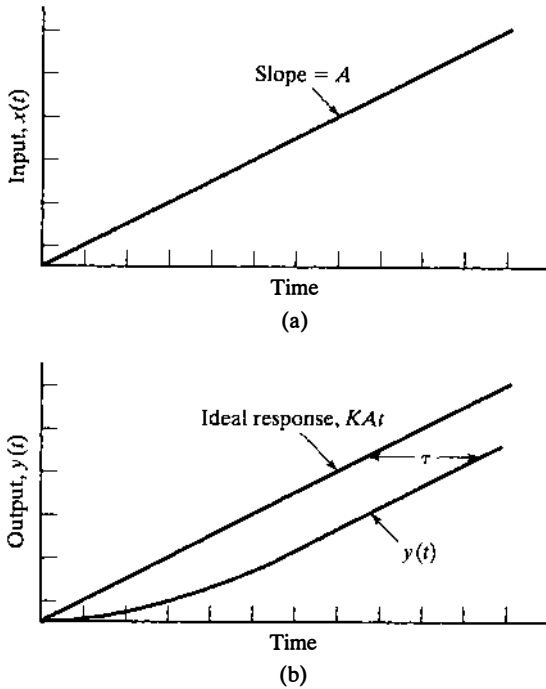 Slope = A
Input, x(t)
Time
(a)
Ideal response, KAt
τ
Output, y(t)
y(t)
Time
(b)